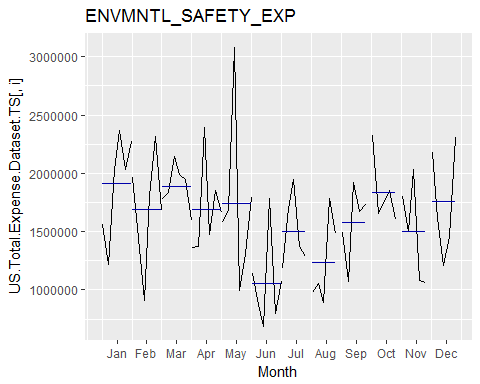 ENVMNTL_SAFETY_EXP
US.Total.Expense.Dataset.TS[, i]
3000000
2500000
2000000
1500000
1000000
Jan Feb Mar Apr May Jun Jul Aug Sep Oct Nov Dec
Month